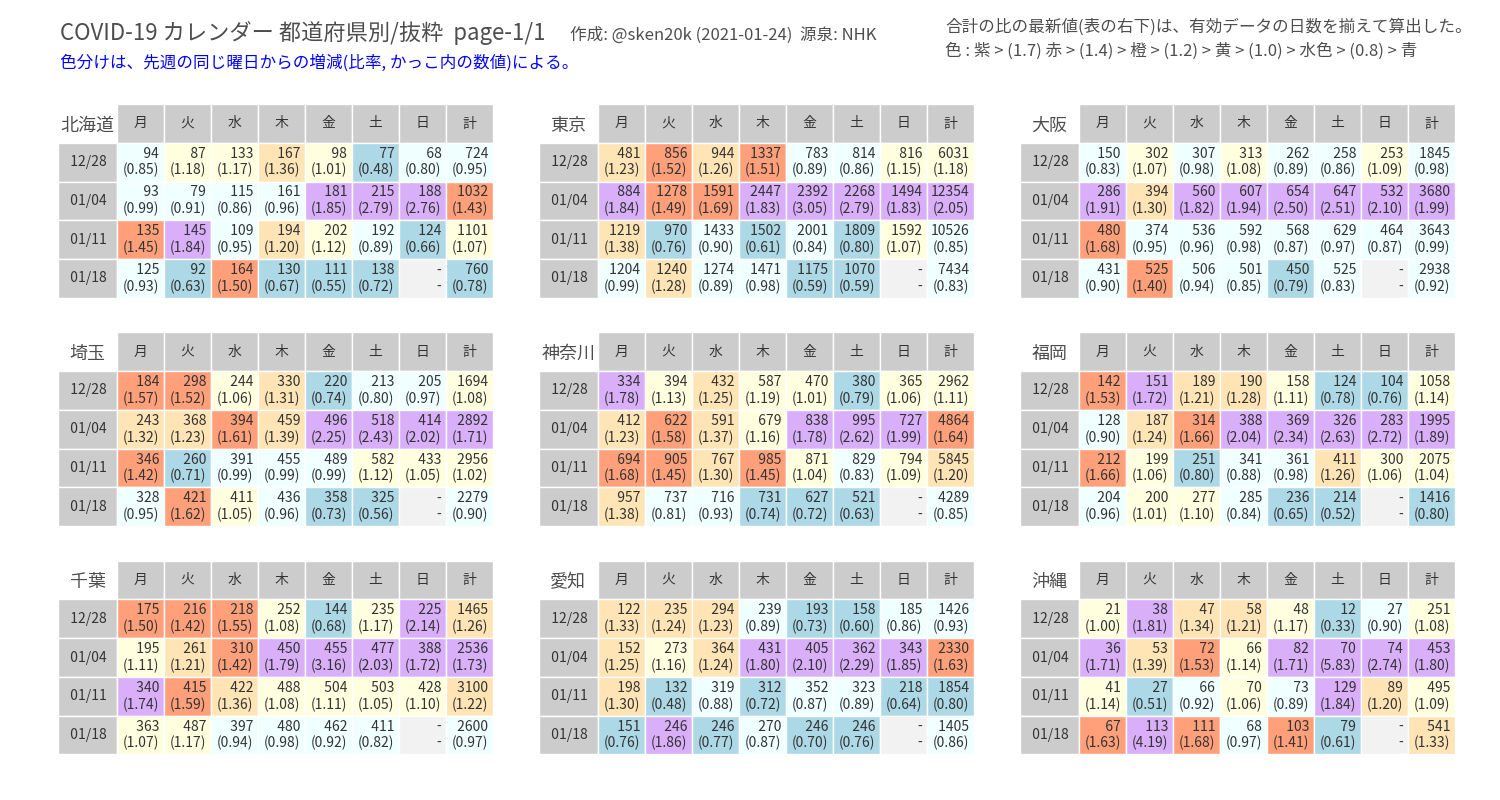 COVID-19 カレンダー 都道府県別/抜粋 page-1/1 作成: @sken20k (2021-01-24) 源泉: NHK
合計の比の最新値(表の右下)は、有効データの日数を揃えて算出した。
色分けは、先週の同じ曜日からの増減(比率, かっこ内の数値)による。
色 : 紫 > (1.7) 赤 > (1.4) > 橙 > (1.2) > 黄 > (1.0) > 水色 > (0.8) > 青
北海道 月 火 水 木 金 土 日 計
12/28 94 87 133 167 98 77 68 724
(0.85) (1.18) (1.17) (1.36) (1.01) (0.48) (0.80) (0.95)
01/04 93 79 115 161 181 215 188 1032
(0.99) (0.91) (0.86) (0.96) (1.85) (2.79) (2.76) (1.43)
01/11 135 145 109 194 202 192 124 1101
(1.45) (1.84) (0.95) (1.20) (1.12) (0.89) (0.66) (1.07)
01/18 125 92 164 130 111 138 - 760
(0.93) (0.63) (1.50) (0.67) (0.55) (0.72) - (0.78)
東京 月 火 水 木 金 土 日 計
12/28 481 856 944 1337 783 814 816 6031
(1.23) (1.52) (1.26) (1.51) (0.89) (0.86) (1.15) (1.18)
01/04 884 1278 1591 2447 2392 2268 1494 12354
(1.84) (1.49) (1.69) (1.83) (3.05) (2.79) (1.83) (2.05)
01/11 1219 970 1433 1502 2001 1809 1592 10526
(1.38) (0.76) (0.90) (0.61) (0.84) (0.80) (1.07) (0.85)
01/18 1204 1240 1274 1471 1175 1070 - 7434
(0.99) (1.28) (0.89) (0.98) (0.59) (0.59) - (0.83)
大阪 月 火 水 木 金 土 日 計
12/28 150 302 307 313 262 258 253 1845
(0.83) (1.07) (0.98) (1.08) (0.89) (0.86) (1.09) (0.98)
01/04 286 394 560 607 654 647 532 3680
(1.91) (1.30) (1.82) (1.94) (2.50) (2.51) (2.10) (1.99)
01/11 480 374 536 592 568 629 464 3643
(1.68) (0.95) (0.96) (0.98) (0.87) (0.97) (0.87) (0.99)
01/18 431 525 506 501 450 525 - 2938
(0.90) (1.40) (0.94) (0.85) (0.79) (0.83) - (0.92)
埼玉 月 火 水 木 金 土 日 計
12/28 184 298 244 330 220 213 205 1694
(1.57) (1.52) (1.06) (1.31) (0.74) (0.80) (0.97) (1.08)
01/04 243 368 394 459 496 518 414 2892
(1.32) (1.23) (1.61) (1.39) (2.25) (2.43) (2.02) (1.71)
01/11 346 260 391 455 489 582 433 2956
(1.42) (0.71) (0.99) (0.99) (0.99) (1.12) (1.05) (1.02)
01/18 328 421 411 436 358 325 - 2279
(0.95) (1.62) (1.05) (0.96) (0.73) (0.56) - (0.90)
神奈川 月 火 水 木 金 土 日 計
12/28 334 394 432 587 470 380 365 2962
(1.78) (1.13) (1.25) (1.19) (1.01) (0.79) (1.06) (1.11)
01/04 412 622 591 679 838 995 727 4864
(1.23) (1.58) (1.37) (1.16) (1.78) (2.62) (1.99) (1.64)
01/11 694 905 767 985 871 829 794 5845
(1.68) (1.45) (1.30) (1.45) (1.04) (0.83) (1.09) (1.20)
01/18 957 737 716 731 627 521 - 4289
(1.38) (0.81) (0.93) (0.74) (0.72) (0.63) - (0.85)
福岡 月 火 水 木 金 土 日 計
12/28 142 151 189 190 158 124 104 1058
(1.53) (1.72) (1.21) (1.28) (1.11) (0.78) (0.76) (1.14)
01/04 128 187 314 388 369 326 283 1995
(0.90) (1.24) (1.66) (2.04) (2.34) (2.63) (2.72) (1.89)
01/11 212 199 251 341 361 411 300 2075
(1.66) (1.06) (0.80) (0.88) (0.98) (1.26) (1.06) (1.04)
01/18 204 200 277 285 236 214 - 1416
(0.96) (1.01) (1.10) (0.84) (0.65) (0.52) - (0.80)
千葉 月 火 水 木 金 土 日 計
12/28 175 216 218 252 144 235 225 1465
(1.50) (1.42) (1.55) (1.08) (0.68) (1.17) (2.14) (1.26)
01/04 195 261 310 450 455 477 388 2536
(1.11) (1.21) (1.42) (1.79) (3.16) (2.03) (1.72) (1.73)
01/11 340 415 422 488 504 503 428 3100
(1.74) (1.59) (1.36) (1.08) (1.11) (1.05) (1.10) (1.22)
01/18 363 487 397 480 462 411 - 2600
(1.07) (1.17) (0.94) (0.98) (0.92) (0.82) - (0.97)
愛知 月 火 水 木 金 土 日 計
12/28 122 235 294 239 193 158 185 1426
(1.33) (1.24) (1.23) (0.89) (0.73) (0.60) (0.86) (0.93)
01/04 152 273 364 431 405 362 343 2330
(1.25) (1.16) (1.24) (1.80) (2.10) (2.29) (1.85) (1.63)
01/11 198 132 319 312 352 323 218 1854
(1.30) (0.48) (0.88) (0.72) (0.87) (0.89) (0.64) (0.80)
01/18 151 246 246 270 246 246 - 1405
(0.76) (1.86) (0.77) (0.87) (0.70) (0.76) - (0.86)
沖縄 月 火 水 木 金 土 日 計
12/28 21 38 47 58 48 12 27 251
(1.00) (1.81) (1.34) (1.21) (1.17) (0.33) (0.90) (1.08)
01/04 36 53 72 66 82 70 74 453
(1.71) (1.39) (1.53) (1.14) (1.71) (5.83) (2.74) (1.80)
01/11 41 27 66 70 73 129 89 495
(1.14) (0.51) (0.92) (1.06) (0.89) (1.84) (1.20) (1.09)
01/18 67 113 111 68 103 79 - 541
(1.63) (4.19) (1.68) (0.97) (1.41) (0.61) - (1.33)